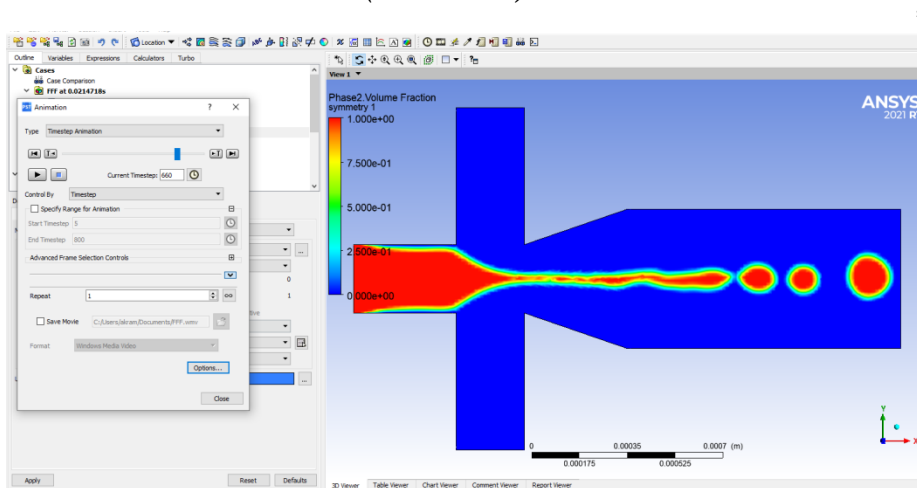 Location
Outline Variables Expressions Calculators Turbo
Cases
Case Comparison
FFF at 0.0214718s
Animation ? ×
Type Timestep Animation
Current Timestep: 660
Control By Timestep
Specify Range for Animation
Start Timestep 5
End Timestep 600
Advanced Frame Selection Controls
Repeat 1
Save Movie C:/Users/akram/Documents/FFF.wmv
Format Windows Media Video
Options...
Close
0
1
Apply Reset Defaults
View 1
Phase2.Volume Fraction
symmetry 1
1.000e+00
7.500e-01
5.000e-01
2.500e-01
0.000e+00
ANSYS
2021
0 0.00035 0.0007 (m)
0.000175 0.000525
Y
X
3D Viewer Table Viewer Chart Viewer Comment Viewer Report Viewer